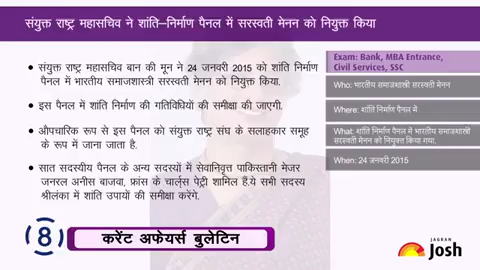 संयुक्त राष्ट्र महासचिव ने शांति–निर्माण पैनल में सरस्वती मेनन को नियुक्त किया
• संयुक्त राष्ट्र महासचिव बान की मून ने 24 जनवरी 2015 को शांति निर्माण
पैनल में भारतीय समाजशास्त्री सरस्वती मेनन को नियुक्त किया.
• इस पैनल में शांति निर्माण की गतिविधियों की समीक्षा की जाएगी.
• औपचारिक रूप से इस पैनल को संयुक्त राष्ट्र संघ के सलाहकार समूह
के रूप में जाना जाता है.
• सात सदस्यीय पैनल के अन्य सदस्यों में सेवानिवृत्त पाकिस्तानी मेजर
जनरल अनीस बाजवा, फ्रांस के चार्ल्स पेट्री शामिल हैं.ये सभी सदस्य
श्रीलंका में शांति उपायों की समीक्षा करेंगे.
Exam: Bank, MBA Entrance,
Civil Services, SSC
Who: भारतीय समाजशास्त्री सरस्वती मेनन
Where: शांति निर्माण पैनल में
What: शांति निर्माण पैनल में भारतीय समाजशास्त्री
सरस्वती मेनन को नियुक्त किया गया.
When: 24 जनवरी 2015
8 करेंट अफेयर्स बुलेटिन
JAGRAN
Josh